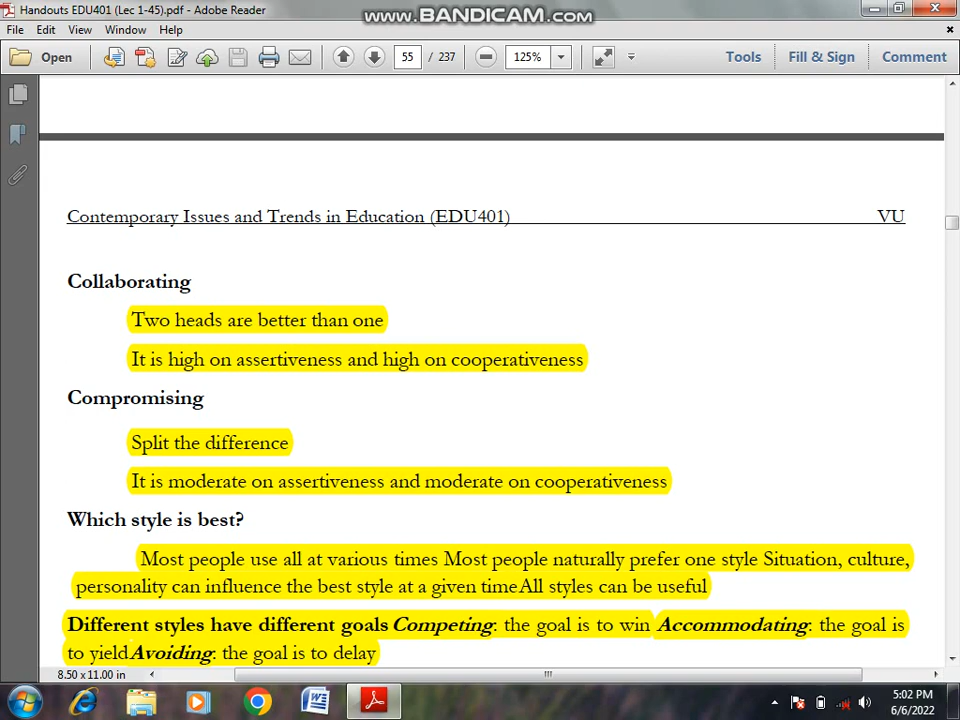 Handouts EDU401 (Lec 1-45).pdf - Adobe Reader
www.BANDICAM.com
File Edit View Window Help
Open 55 / 237 125% Tools Fill & Sign Comment
Contemporary Issues and Trends in Education (EDU401) VU
Collaborating
Two heads are better than one
It is high on assertiveness and high on cooperativeness
Compromising
Split the difference
It is moderate on assertiveness and moderate on cooperativeness
Which style is best?
Most people use all at various times Most people naturally prefer one style Situation, culture,
personality can influence the best style at a given timeAll styles can be useful
Different styles have different goals Competing: the goal is to win Accommodating: the goal is
to yieldAvoiding: the goal is to delay
8.50 x 11.00 in
5:02 PM
6/6/2022